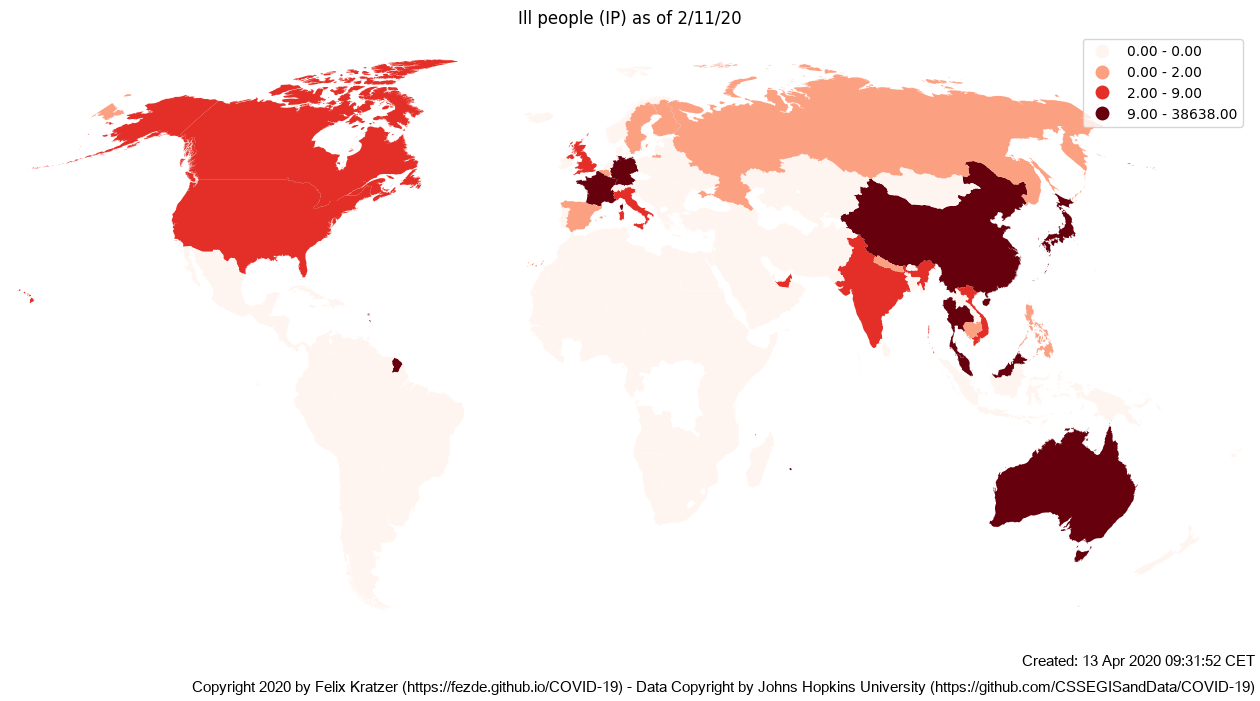 Ill people (IP) as of 2/11/20
0.00 - 0.00
0.00 - 2.00
2.00 - 9.00
9.00 - 38638.00
Created: 13 Apr 2020 09:31:52 CET
Copyright 2020 by Felix Kratzer (https://fezde.github.io/COVID-19) - Data Copyright by Johns Hopkins University (https://github.com/CSSEGISandData/COVID-19)